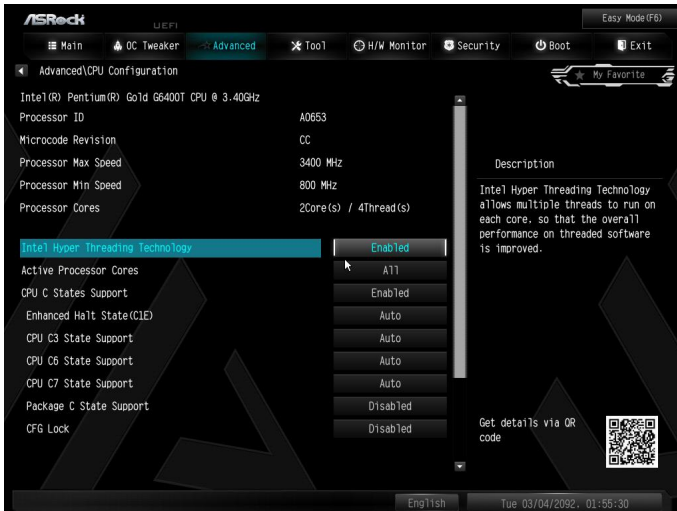 ASRock
UEFI
Easy Mode(F6)
Main OC Tweaker Advanced Tool H/W Monitor Security Boot Exit
Advanced\CPU Configuration
My Favorite
Intel(R) Pentium(R) Gold G6400T CPU @ 3.40GHz
Processor ID A0653
Microcode Revision CC
Processor Max Speed 3400 MHz
Processor Min Speed 800 MHz
Processor Cores 2Core(s) / 4Thread(s)
Intel Hyper Threading Technology Enabled
Active Processor Cores All
CPU C States Support Enabled
Enhanced Halt State(C1E) Auto
CPU C3 State Support Auto
CPU C6 State Support Auto
CPU C7 State Support Auto
Package C State Support Disabled
CFG Lock Disabled
Description
Intel Hyper Threading Technology
allows multiple threads to run on
each core. so that the overall
performance on threaded software
is improved.
Get details via QR
code
English
Tue 03/04/2092. 01:55:30